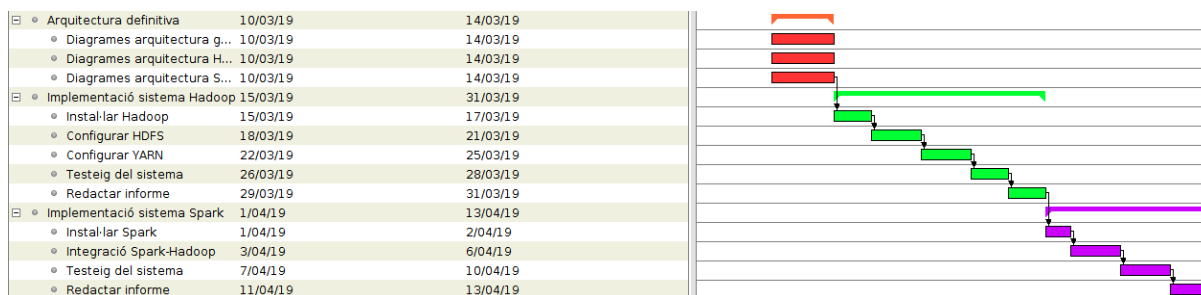 Arquitectura definitiva 10/03/19 14/03/19
Diagrames arquitectura g... 10/03/19 14/03/19
Diagrames arquitectura H... 10/03/19 14/03/19
Diagrames arquitectura S... 10/03/19 14/03/19
Implementació sistema Hadoop 15/03/19 31/03/19
Instal·lar Hadoop 15/03/19 17/03/19
Configurar HDFS 18/03/19 21/03/19
Configurar YARN 22/03/19 25/03/19
Testeig del sistema 26/03/19 28/03/19
Redactar informe 29/03/19 31/03/19
Implementació sistema Spark 1/04/19 13/04/19
Instal·lar Spark 1/04/19 2/04/19
Integració Spark-Hadoop 3/04/19 6/04/19
Testeig del sistema 7/04/19 10/04/19
Redactar informe 11/04/19 13/04/19